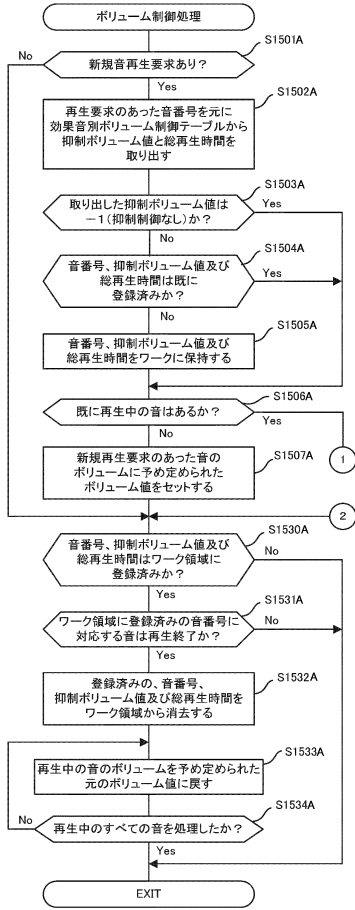 ボリューム制御処理
S1501A
新規音再生要求あり？
No
Yes
S1502A
再生要求のあった音番号を元に
効果音別ボリューム制御テーブルから
抑制ボリューム値と総再生時間を
取り出す
S1503A
取り出した抑制ボリューム値は
－1（抑制制御なし）か？
Yes
No
S1504A
音番号、抑制ボリューム値及び
総再生時間は既に
登録済みか？
Yes
No
S1505A
音番号、抑制ボリューム値及び
総再生時間をワークに保持する
S1506A
既に再生中の音はあるか？
Yes
No
1
S1507A
新規再生要求のあった音の
ボリュームに予め定められた
ボリューム値をセットする
2
S1530A
音番号、抑制ボリューム値及び
総再生時間はワーク領域に
登録済みか？
No
Yes
S1531A
ワーク領域に登録済みの音番号に
対応する音は再生終了か？
No
Yes
S1532A
登録済みの、音番号、
抑制ボリューム値及び総再生時間を
ワーク領域から消去する
S1533A
再生中の音のボリュームを予め定められた
元のボリューム値に戻す
S1534A
No
再生中のすべての音を処理したか？
Yes
EXIT